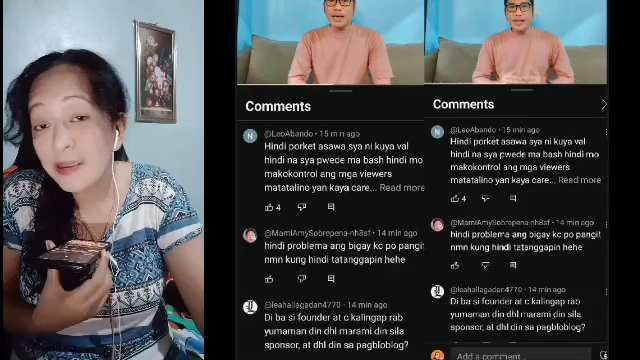 Comments
@LeoAbando • 15 min ago
Hindi porket asawa sya ni kuya val
hindi na sya pwede ma bash hindi mo
makokontrol ang mga viewers
matatalino yan kaya care... Read more
4
@MamiAmySobrepena-nh8sf • 14 min ago
hindi problema ang bigay kc po pangit
nmn kung hindi tatanggapin hehe
@leahallagadan4770 • 14 min ago
Di ba si founder at c kalingap rab
yumaman din dhl marami din sila
sponsor, at dhl din sa pagbloblog?
Comments
@LeoAbando • 15 min ago
Hindi porket asawa sya ni kuya val
hindi na sya pwede ma bash hindi mo
makokontrol ang mga viewers
matatalino yan kaya care... Read more
4
@MamiAmySobrepena-nh8sf • 14 min ago
hindi problema ang bigay kc po pangit
nmn kung hindi tatanggapin hehe
@leahallagadan4770 • 14 min ago
Di ba si founder at c kalingap rab
yumaman din dhl marami din sila
sponsor, at dhl din sa pagbloblog?
Add a comment...